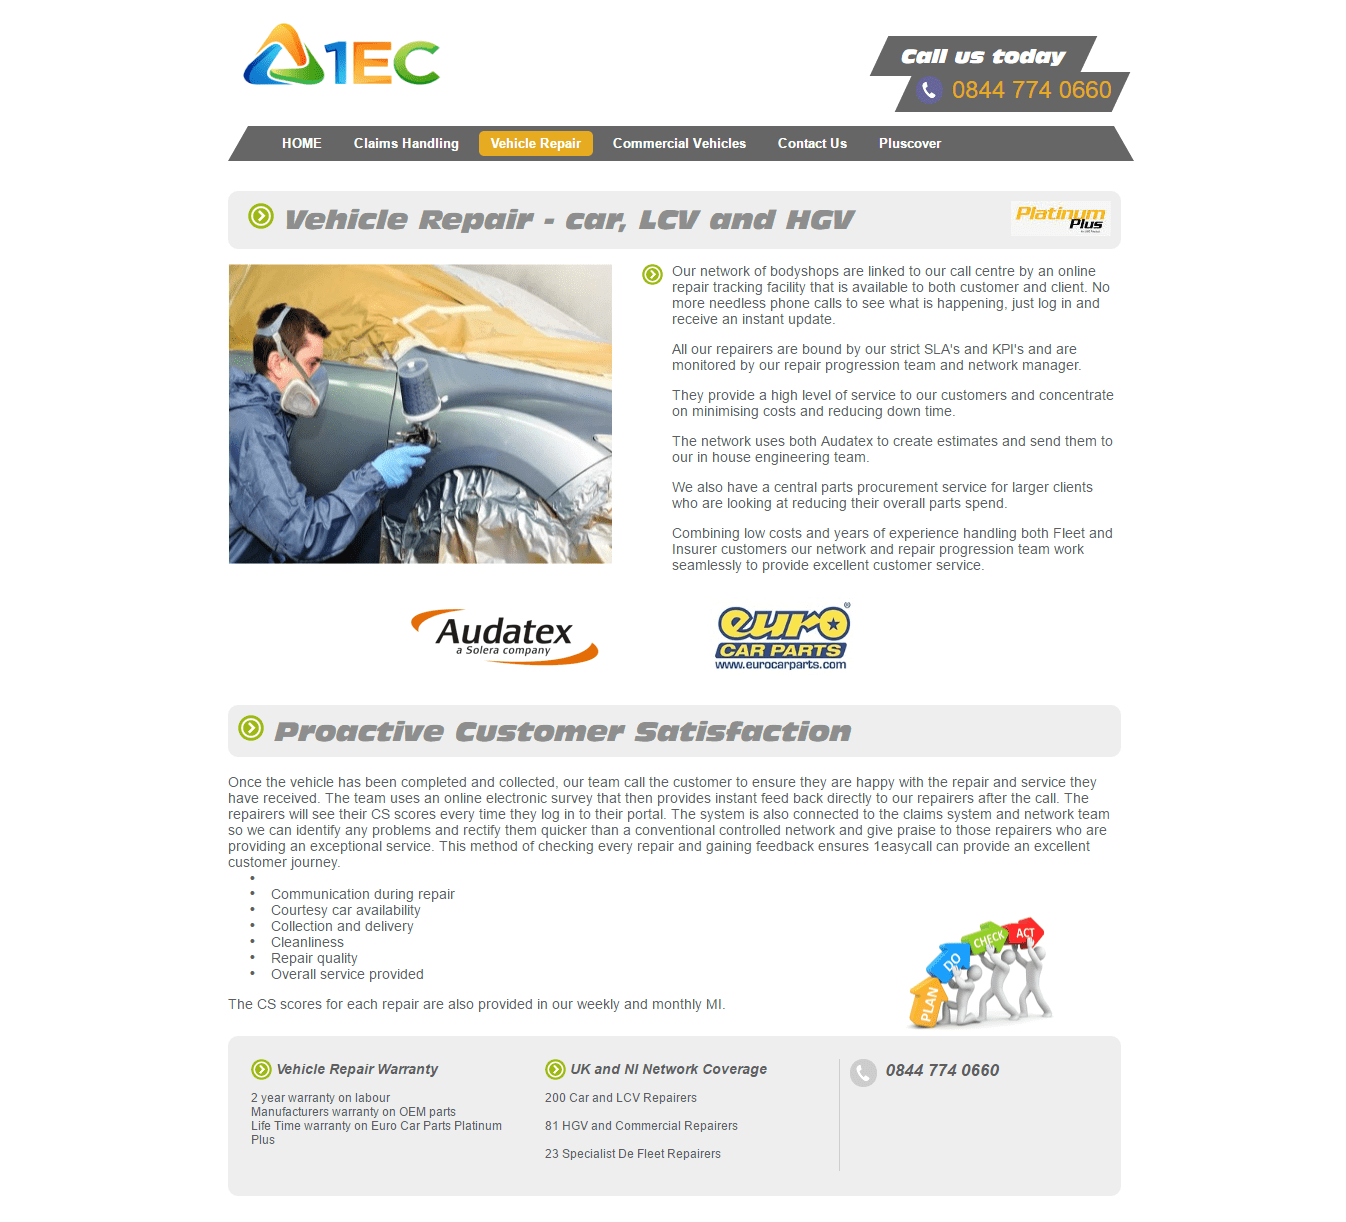 1EC
Call us today
0844 774 0660
HOME Claims Handling Vehicle Repair Commercial Vehicles Contact Us Pluscover
Vehicle Repair - car, LCV and HGV
Platinum
Plus
Our network of bodyshops are linked to our call centre by an online
repair tracking facility that is available to both customer and client. No
more needless phone calls to see what is happening, just log in and
receive an instant update.
All our repairers are bound by our strict SLA's and KPI's and are
monitored by our repair progression team and network manager.
They provide a high level of service to our customers and concentrate
on minimising costs and reducing down time.
The network uses both Audatex to create estimates and send them to
our in house engineering team.
We also have a central parts procurement service for larger clients
who are looking at reducing their overall parts spend.
Combining low costs and years of experience handling both Fleet and
Insurer customers our network and repair progression team work
seamlessly to provide excellent customer service.
Audatex
a Solera company
euro®
CAR PARTS
www.eurocarparts.com
Proactive Customer Satisfaction
Once the vehicle has been completed and collected, our team call the customer to ensure they are happy with the repair and service they
have received. The team uses an online electronic survey that then provides instant feed back directly to our repairers after the call. The
repairers will see their CS scores every time they log in to their portal. The system is also connected to the claims system and network team
so we can identify any problems and rectify them quicker than a conventional controlled network and give praise to those repairers who are
providing an exceptional service. This method of checking every repair and gaining feedback ensures 1easycall can provide an excellent
customer journey.
•
• Communication during repair
• Courtesy car availability
• Collection and delivery
• Cleanliness
• Repair quality
• Overall service provided
PLAN
DO
CHECK
ACT
The CS scores for each repair are also provided in our weekly and monthly MI.
Vehicle Repair Warranty
2 year warranty on labour
Manufacturers warranty on OEM parts
Life Time warranty on Euro Car Parts Platinum
Plus
UK and NI Network Coverage
200 Car and LCV Repairers
81 HGV and Commercial Repairers
23 Specialist De Fleet Repairers
0844 774 0660